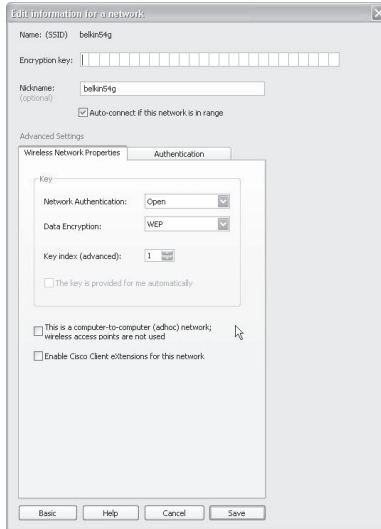 Edit information for a network
Name: (SSID) belkin54g
Encryption key:
Nickname: belkin54g
(optional)
Auto-connect if this network is in range
Advanced Settings
Wireless Network Properties Authentication
Key
Network Authentication: Open
Data Encryption: WEP
Key index (advanced): 1
The key is provided for me automatically
This is a computer-to-computer (adhoc) network;
wireless access points are not used
Enable Cisco Client eXtensions for this network
Basic Help Cancel Save